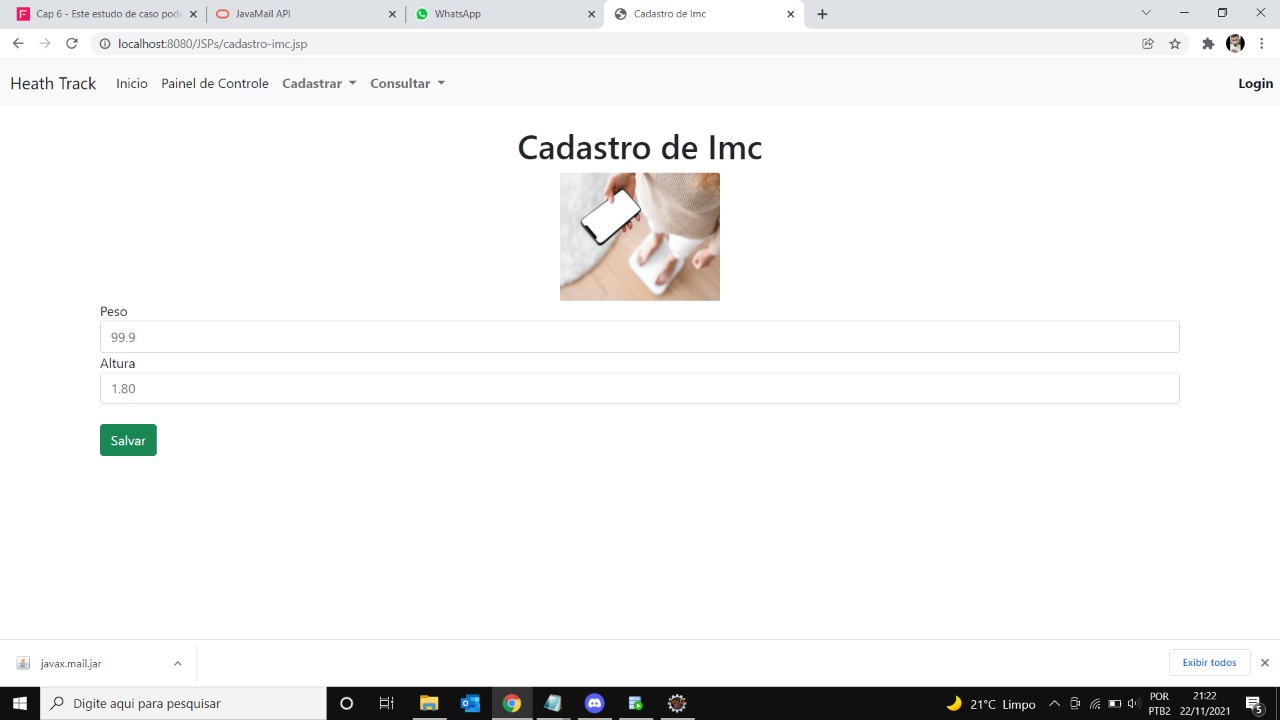 Cap 6 - Este estudo de caso pod
JavaMail API
WhatsApp
Cadastro de Imc
localhost:8080/JSPs/cadastro-imc.jsp
Heath Track
Inicio
Painel de Controle
Cadastrar
Consultar
Login
Cadastro de Imc
Peso
99.9
Altura
1.80
Salvar
javax.mail.jar
Exibir todos
Digite aqui para pesquisar
21°C Limpo
POR
PTB2
21:22
22/11/2021
5